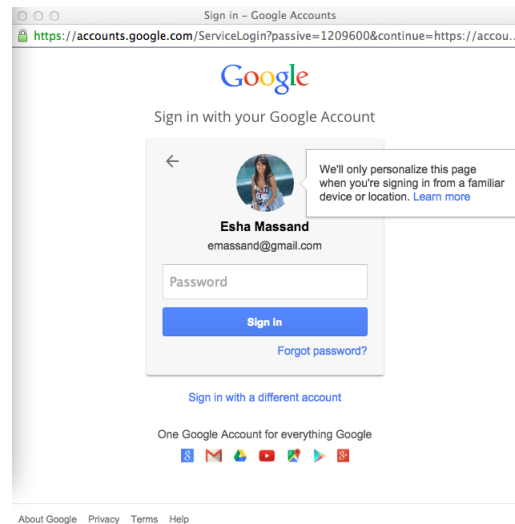 Sign in – Google Accounts
https://accounts.google.com/ServiceLogin?passive=1209600&continue=https://accou...
Google
Sign in with your Google Account
We'll only personalize this page
when you're signing in from a familiar
device or location. Learn more
Esha Massand
emassand@gmail.com
Password
Sign in
Forgot password?
Sign in with a different account
One Google Account for everything Google
8 M g+
About Google Privacy Terms Help